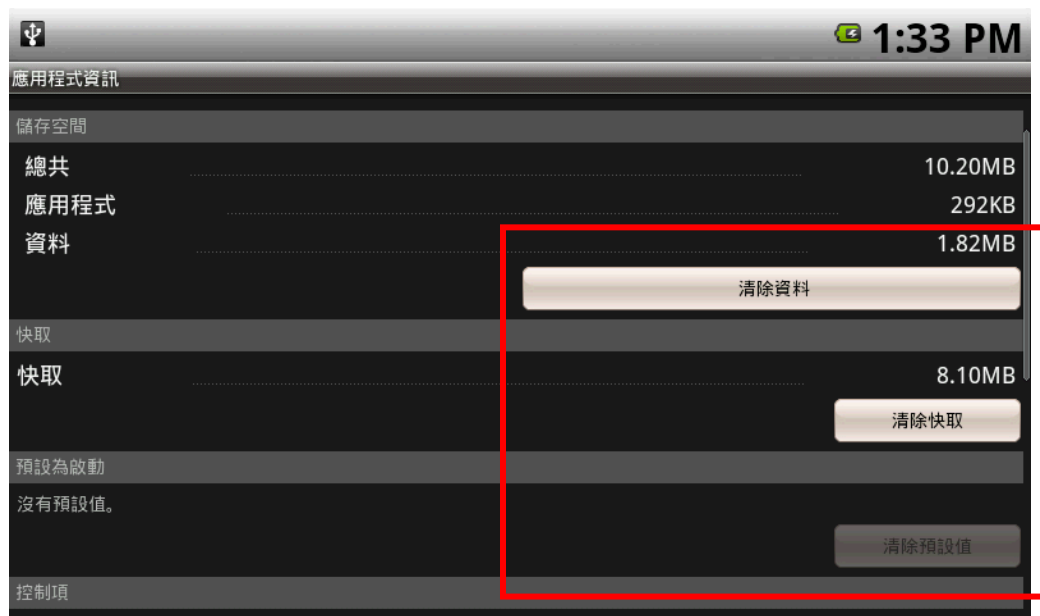 1:33 PM
應用程式資訊
儲存空間
總共 10.20MB
應用程式 292KB
資料 1.82MB
清除資料
快取
快取 8.10MB
清除快取
預設為啟動
沒有預設值。
清除預設值
控制項